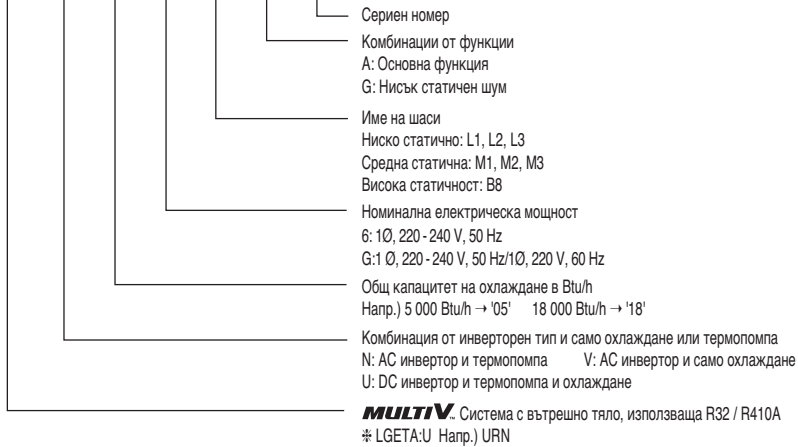 Сериен номер
Комбинации от функции
A: Основна функция
G: Нисък статичен шум
Име на шаси
Ниско статично: L1, L2, L3
Средна статична: M1, M2, M3
Висока статичност: B8
Номинална електрическа мощност
6: 1Ø, 220 - 240 V, 50 Hz
G:1 Ø, 220 - 240 V, 50 Hz/1Ø, 220 V, 60 Hz
Общ капацитет на охлаждане в Btu/h
Напр.) 5 000 Btu/h ➝ '05' 18 000 Btu/h ➝ '18'
Комбинация от инверторен тип и само охлаждане или термопомпа
N: AC инвертор и термопомпа V: AC инвертор и само охлаждане
U: DC инвертор и термопомпа и охлаждане
MULTI V™ Система с вътрешно тяло, използваща R32 / R410A
❈ LGETA:U Напр.) URN